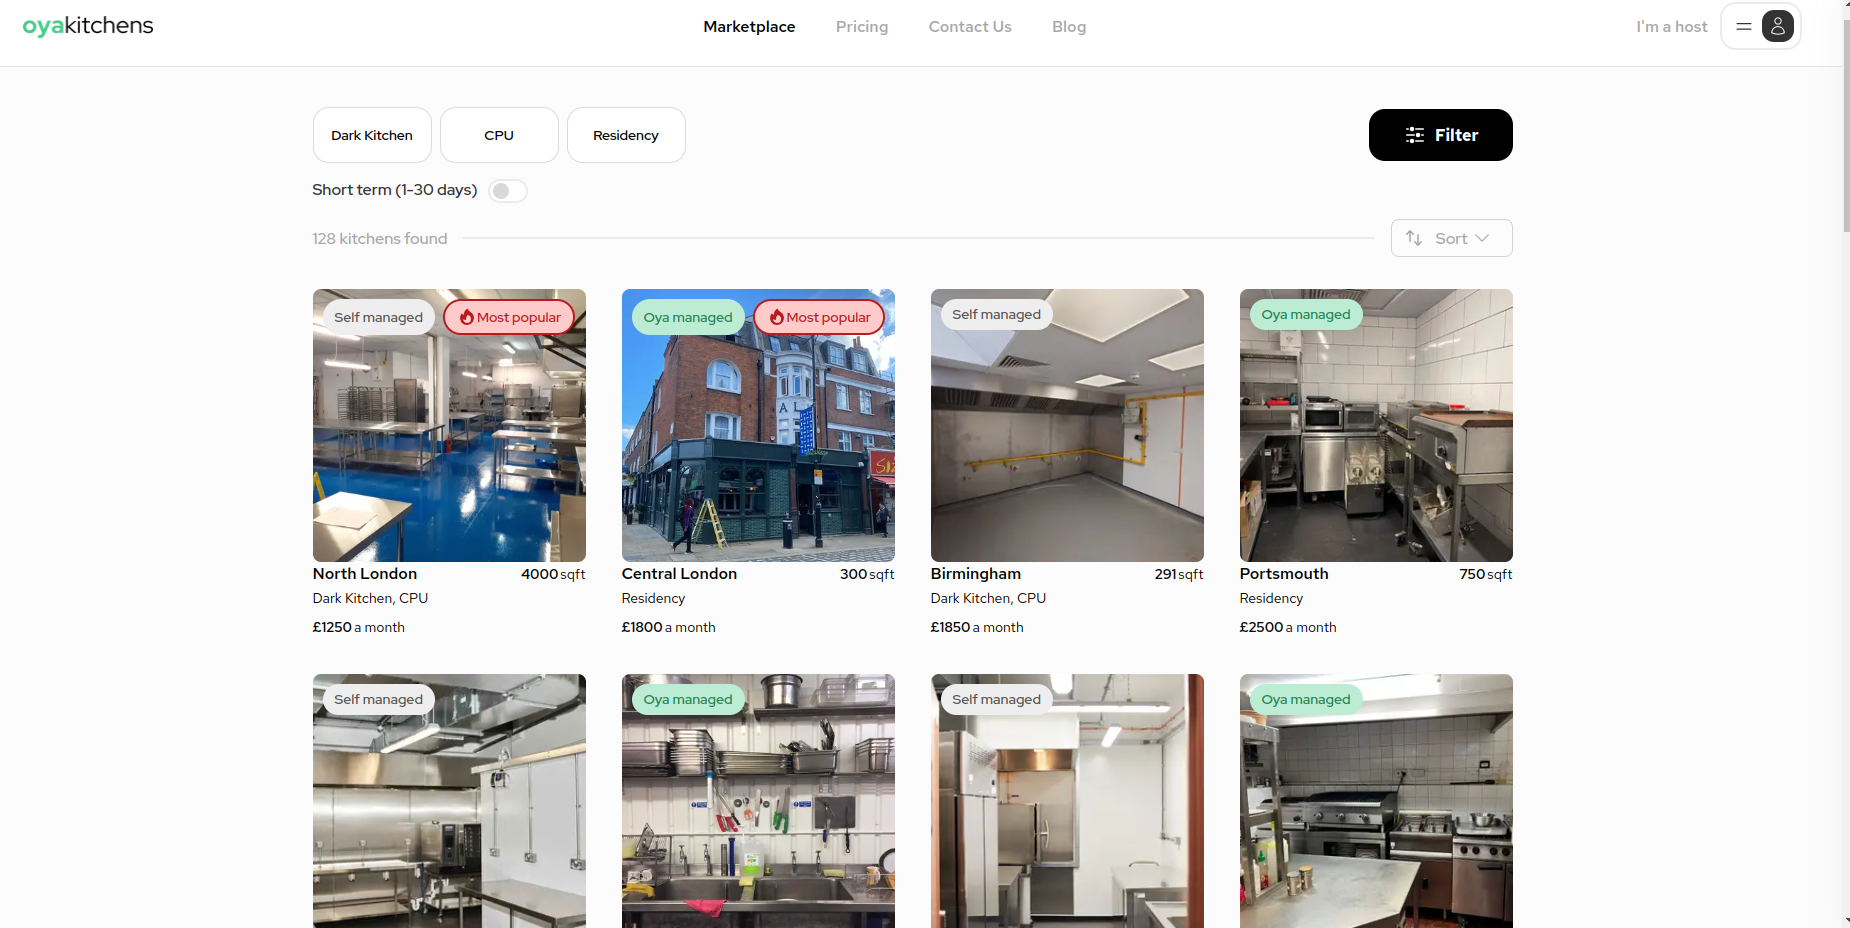 oyakitchens
Marketplace
Pricing
Contact Us
Blog
I'm a host
Dark Kitchen
CPU
Residency
Filter
Short term (1-30 days)
128 kitchens found
Sort
Self managed
Most popular
Oya managed
Most popular
Self managed
Oya managed
North London
4000 sqft
Dark Kitchen, CPU
£1250 a month
Central London
300 sqft
Residency
£1800 a month
Birmingham
291 sqft
Dark Kitchen, CPU
£1850 a month
Portsmouth
750 sqft
Residency
£2500 a month
Self managed
Oya managed
Self managed
Oya managed